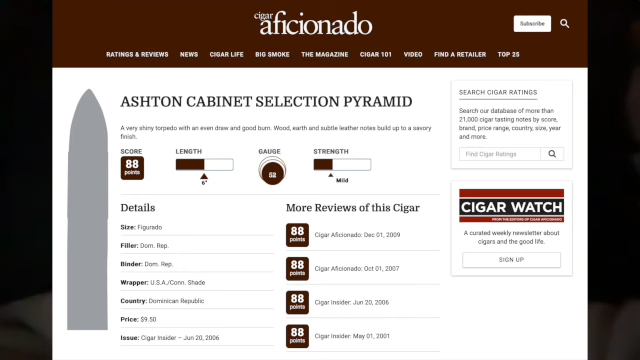 cigar
aficionado
Subscribe
RATINGS & REVIEWS NEWS CIGAR LIFE BIG SMOKE THE MAGAZINE CIGAR 101 VIDEO FIND A RETAILER TOP 25
ASHTON CABINET SELECTION PYRAMID
A very shiny torpedo with an even draw and good burn. Wood, earth and subtle leather notes build up to a savory
finish.
SCORE LENGTH GAUGE STRENGTH
88
points
6"
52
Mild
Details
Size: Figurado
Filler: Dom. Rep.
Binder: Dom. Rep.
Wrapper: U.S.A./Conn. Shade
Country: Dominican Republic
Price: $9.50
Issue: Cigar Insider – Jun 20, 2006
More Reviews of this Cigar
88
points
Cigar Aficionado: Dec 01, 2009
88
points
Cigar Aficionado: Oct 01, 2007
88
points
Cigar Insider: Jun 20, 2006
88
points
Cigar Insider: May 01, 2001
SEARCH CIGAR RATINGS
Search our database of more than
21,000 cigar tasting notes by score,
brand, price range, country, size, year
and more.
Find Cigar Ratings
CIGAR WATCH
FROM THE EDITORS OF CIGAR AFICIONADO
A curated weekly newsletter about
cigars and the good life.
SIGN UP